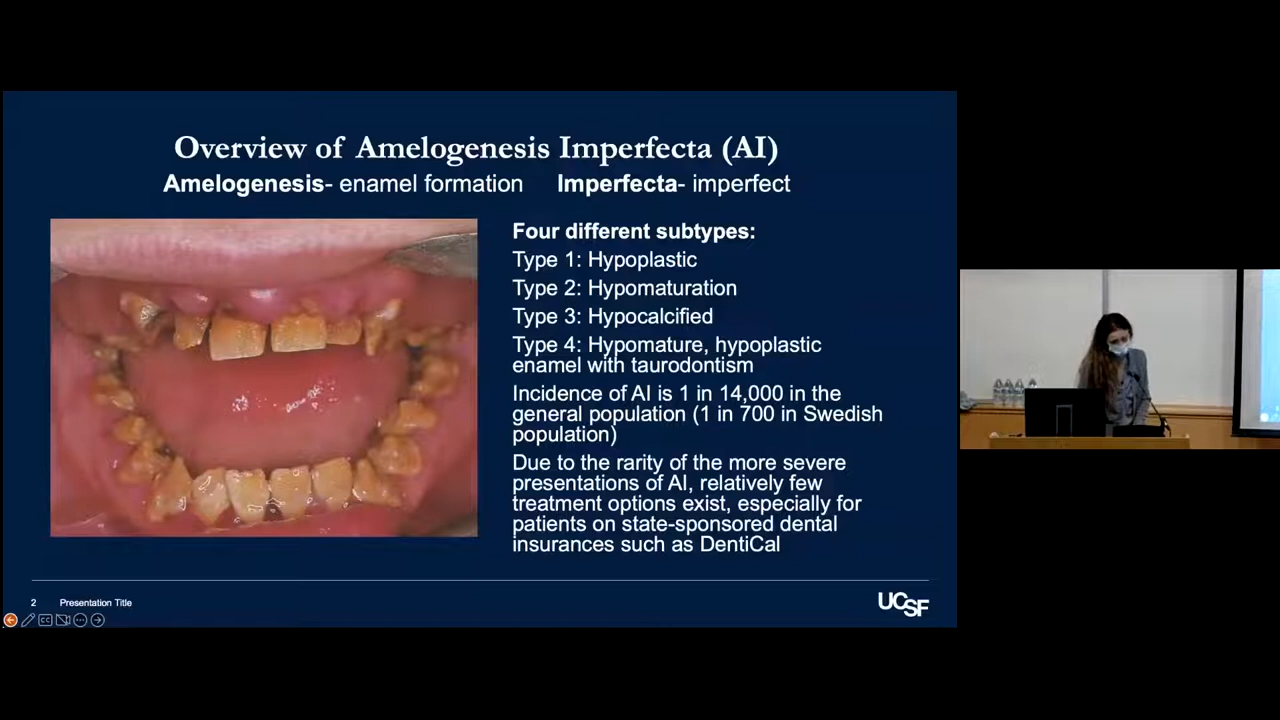 Overview of Amelogenesis Imperfecta (AI)
Amelogenesis- enamel formation Imperfecta- imperfect
Four different subtypes:
Type 1: Hypoplastic
Type 2: Hypomaturation
Type 3: Hypocalcified
Type 4: Hypomature, hypoplastic
enamel with taurodontism
Incidence of AI is 1 in 14,000 in the
general population (1 in 700 in Swedish
population)
Due to the rarity of the more severe
presentations of AI, relatively few
treatment options exist, especially for
patients on state-sponsored dental
insurances such as DentiCal
2 Presentation Title
UCSF
CC